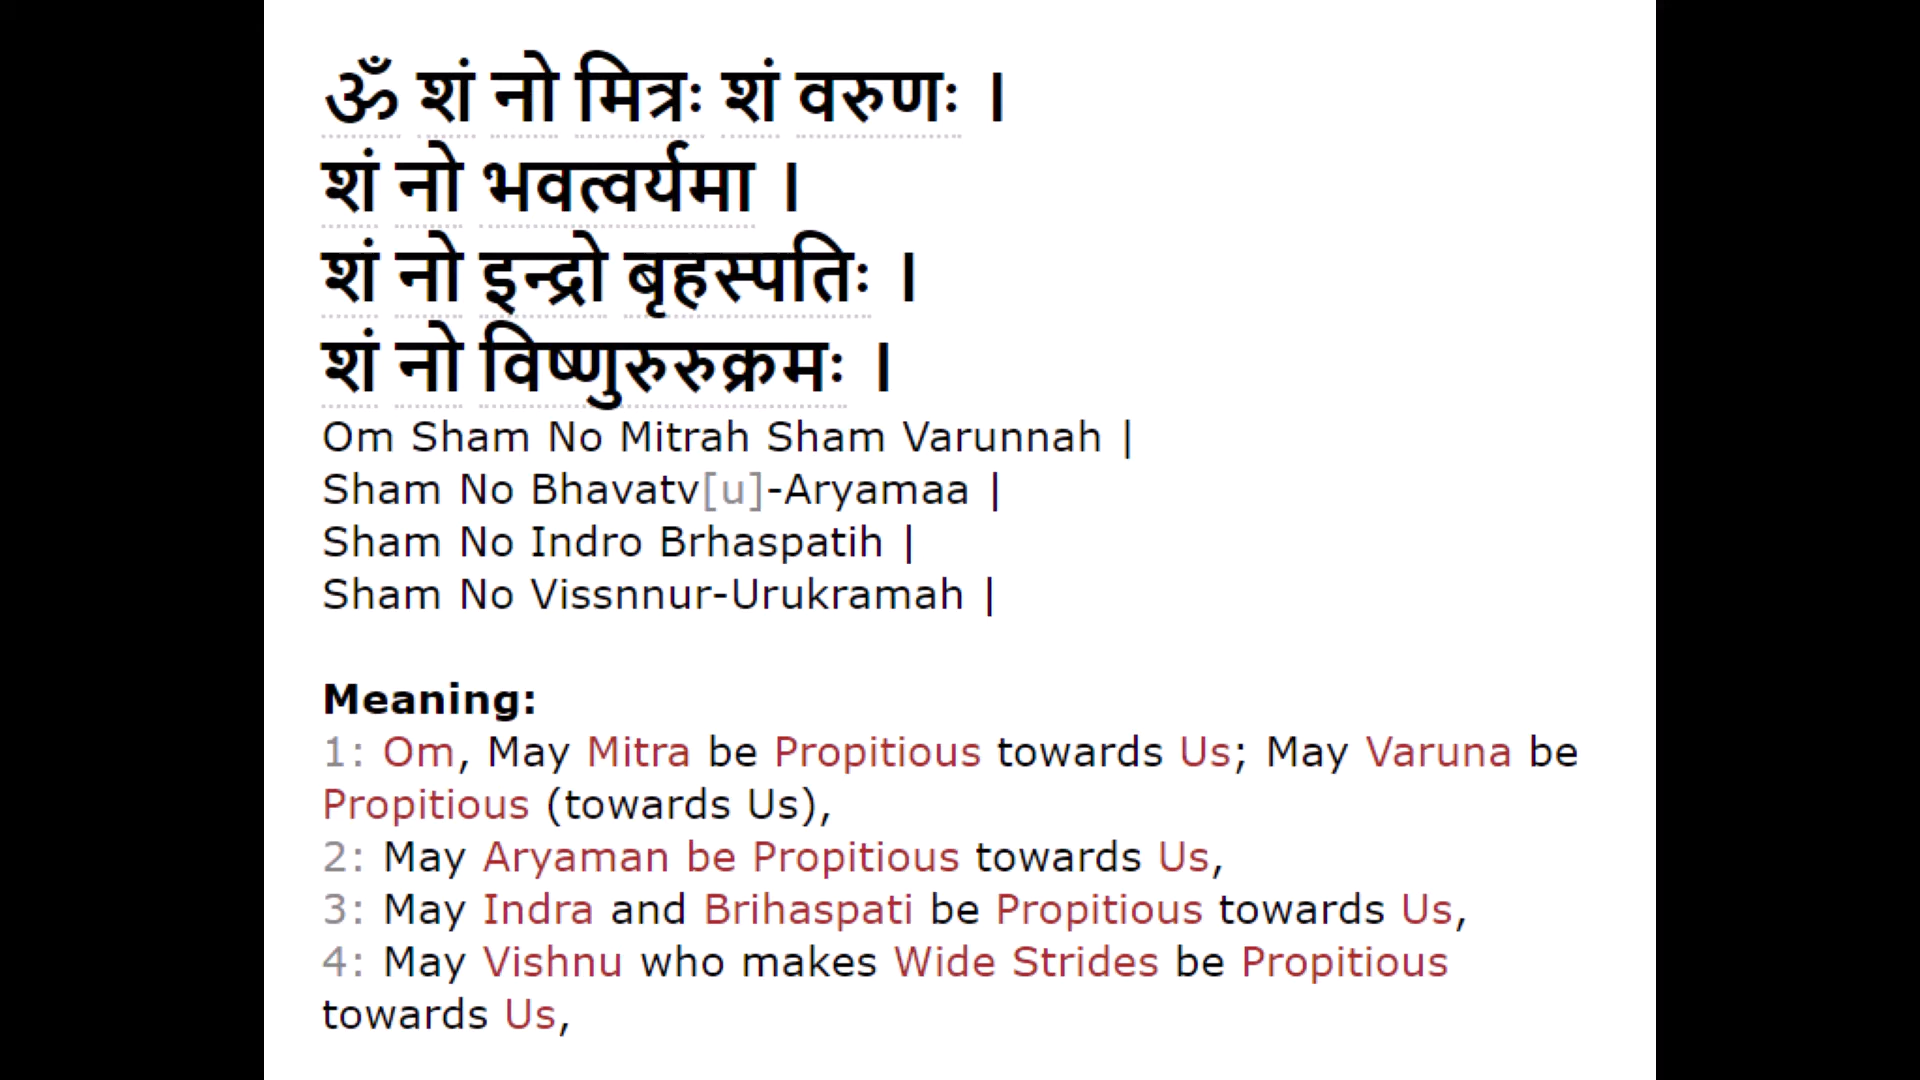 ॐ शं नो मित्रः शं वरुणः ।
शं नो भवत्वर्यमा ।
शं नो इन्द्रो बृहस्पतिः ।
शं नो विष्णुरुरुक्रमः ।
Om Sham No Mitrah Sham Varunnah |
Sham No Bhavatv[u]-Aryamaa |
Sham No Indro Brhaspatih |
Sham No Vissnnur-Urukramah |
Meaning:
1: Om, May Mitra be Propitious towards Us; May Varuna be
Propitious (towards Us),
2: May Aryaman be Propitious towards Us,
3: May Indra and Brihaspati be Propitious towards Us,
4: May Vishnu who makes Wide Strides be Propitious
towards Us,